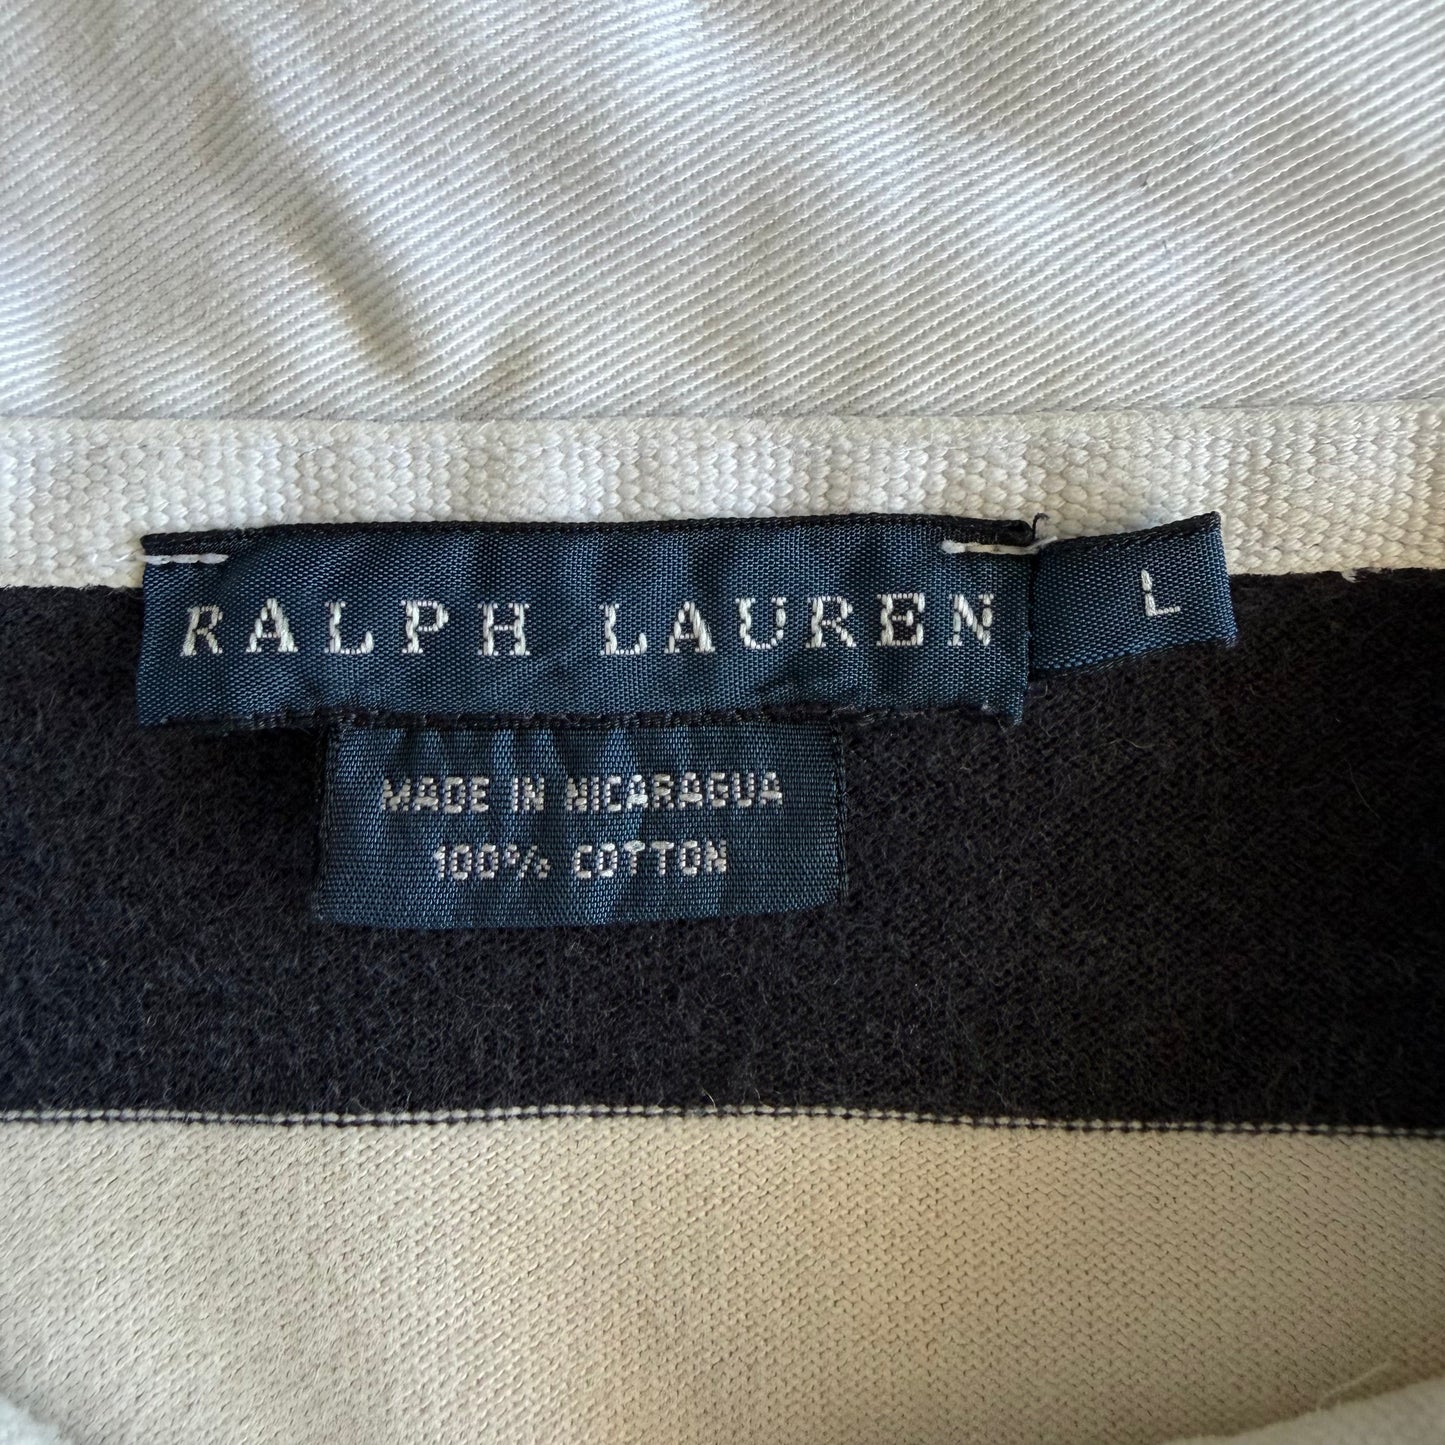 RALPH LAUREN
L
MADE IN NICARAGUA
100% COTTON